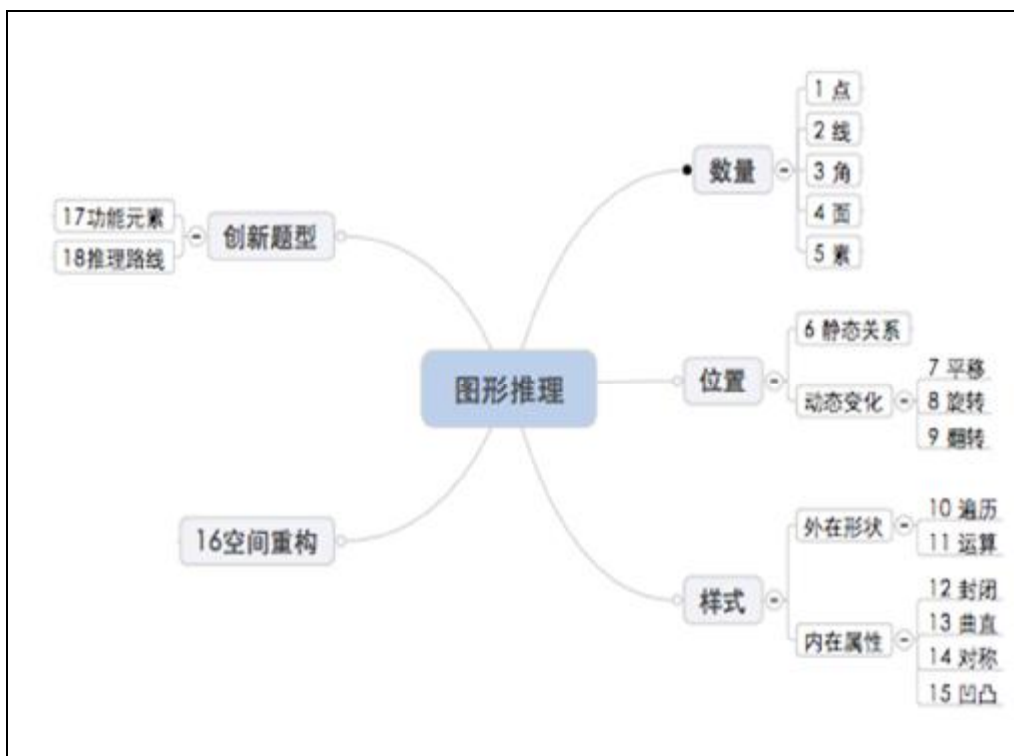 图形推理
数量
1 点
2 线
3 角
4 面
5 素
位置
6 静态关系
动态变化
7 平移
8 旋转
9 翻转
样式
外在形状
10 遍历
11 运算
内在属性
12 封闭
13 曲直
14 对称
15 凹凸
16空间重构
创新题型
17功能元素
18推理路线